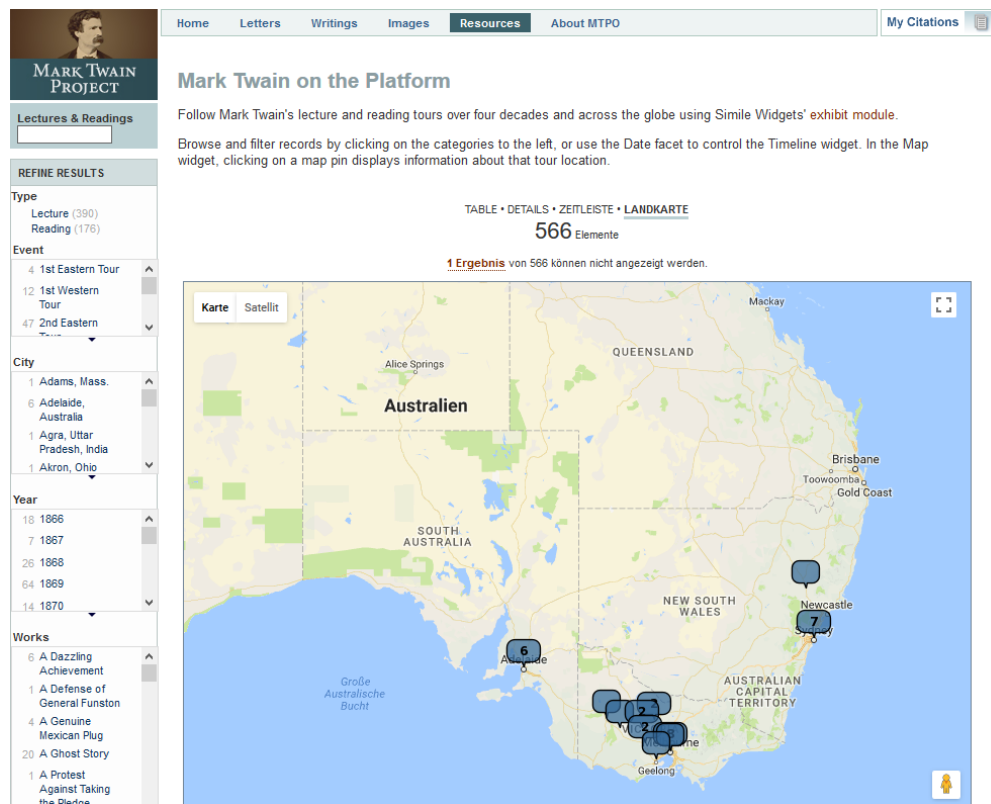 MARK TWAIN
PROJECT
Home Letters Writings Images Resources About MTPO
My Citations
Lectures & Readings
REFINE RESULTS
Type
Lecture (390)
Reading (176)
Event
4 1st Eastern Tour
12 1st Western
Tour
47 2nd Eastern
City
1 Adams, Mass.
6 Adelaide,
Australia
1 Agra, Uttar
Pradesh, India
1 Akron, Ohio
Year
18 1866
7 1867
26 1868
64 1869
14 1870
Works
6 A Dazzling
Achievement
1 A Defense of
General Funston
4 A Genuine
Mexican Plug
20 A Ghost Story
1 A Protest
Against Taking
the Pledge
Mark Twain on the Platform
Follow Mark Twain's lecture and reading tours over four decades and across the globe using Simile Widgets' exhibit module.
Browse and filter records by clicking on the categories to the left, or use the Date facet to control the Timeline widget. In the Map
widget, clicking on a map pin displays information about that tour location.
TABLE • DETAILS • ZEITLEISTE • LANDKARTE
566 Elemente
1 Ergebnis von 566 können nicht angezeigt werden.
Karte Satellit
Mackay
QUEENSLAND
Alice Springs
Australien
Brisbane
Toowoomba
Gold Coast
SOUTH
AUSTRALIA
NEW SOUTH
WALES
Newcastle
7
Sydney
6
Adelaide
AUSTRALIAN
CAPITAL
TERRITORY
Große
Australische
Bucht
2
2
2
Geelong